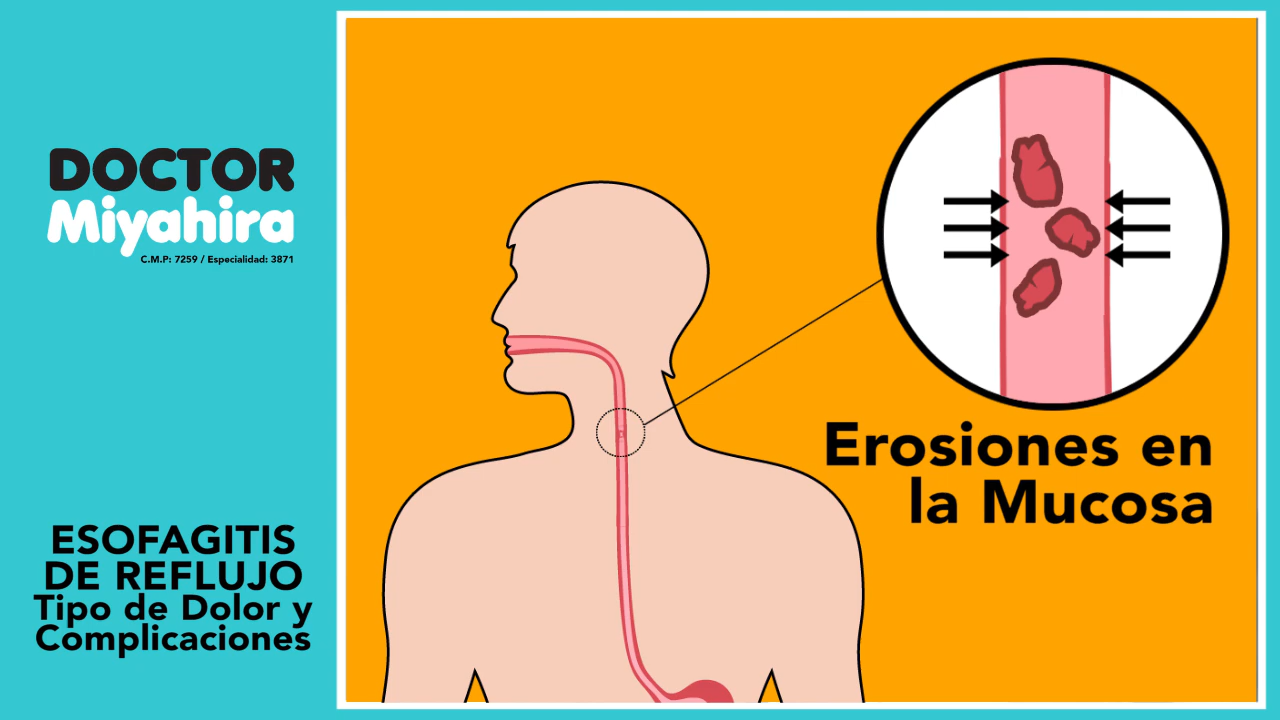 DOCTOR
Miyahira
C.M.P: 7259 / Especialidad: 3871
ESOFAGITIS
DE REFLUJO
Tipo de Dolor y
Complicaciones
Erosiones en
la Mucosa